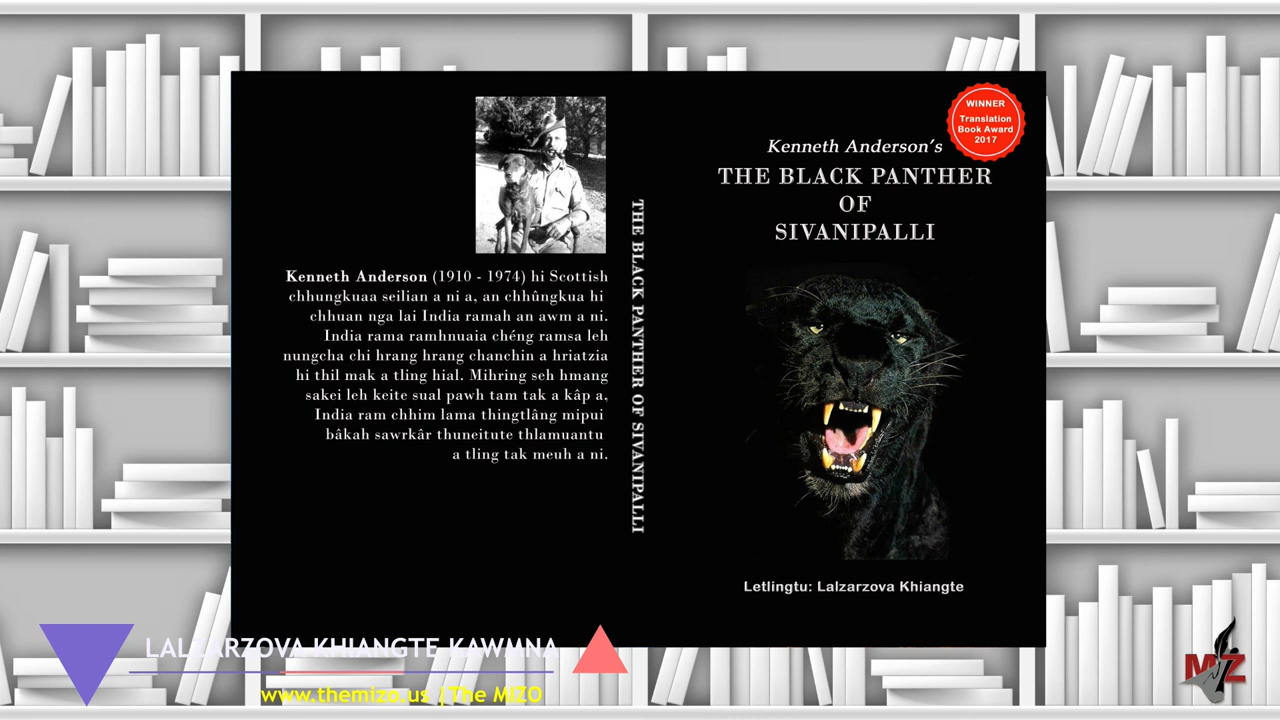 Kenneth Anderson (1910 - 1974) hi Scottish
chhungkuaa seilian a ni a, an chhûngkua hi
chhuan nga lai India ramah an awm a ni.
India rama ramhnuaia chéng ramsa leh
nungcha chi hrang hrang chanchin a hriatzia
hi thil mak a tling hial. Mihring seh hmang
sakei leh keite sual pawh tam tak a kâp a,
India ram chhim lama thingtlâng mipui
bâkah sawrkâr thuneitute thlamuantu
a tling tak meuh a ni.
THE BLACK PANTHER OF SIVANIPALLI
WINNER
Translation
Book Award
2017
Kenneth Anderson's
THE BLACK PANTHER
OF
SIVANIPALLI
Letlingtu: Lalzarzova Khiangte
LALZARZOVA KHIANGTE KAWMNA
www.themizo.us |The MIZO
MZ